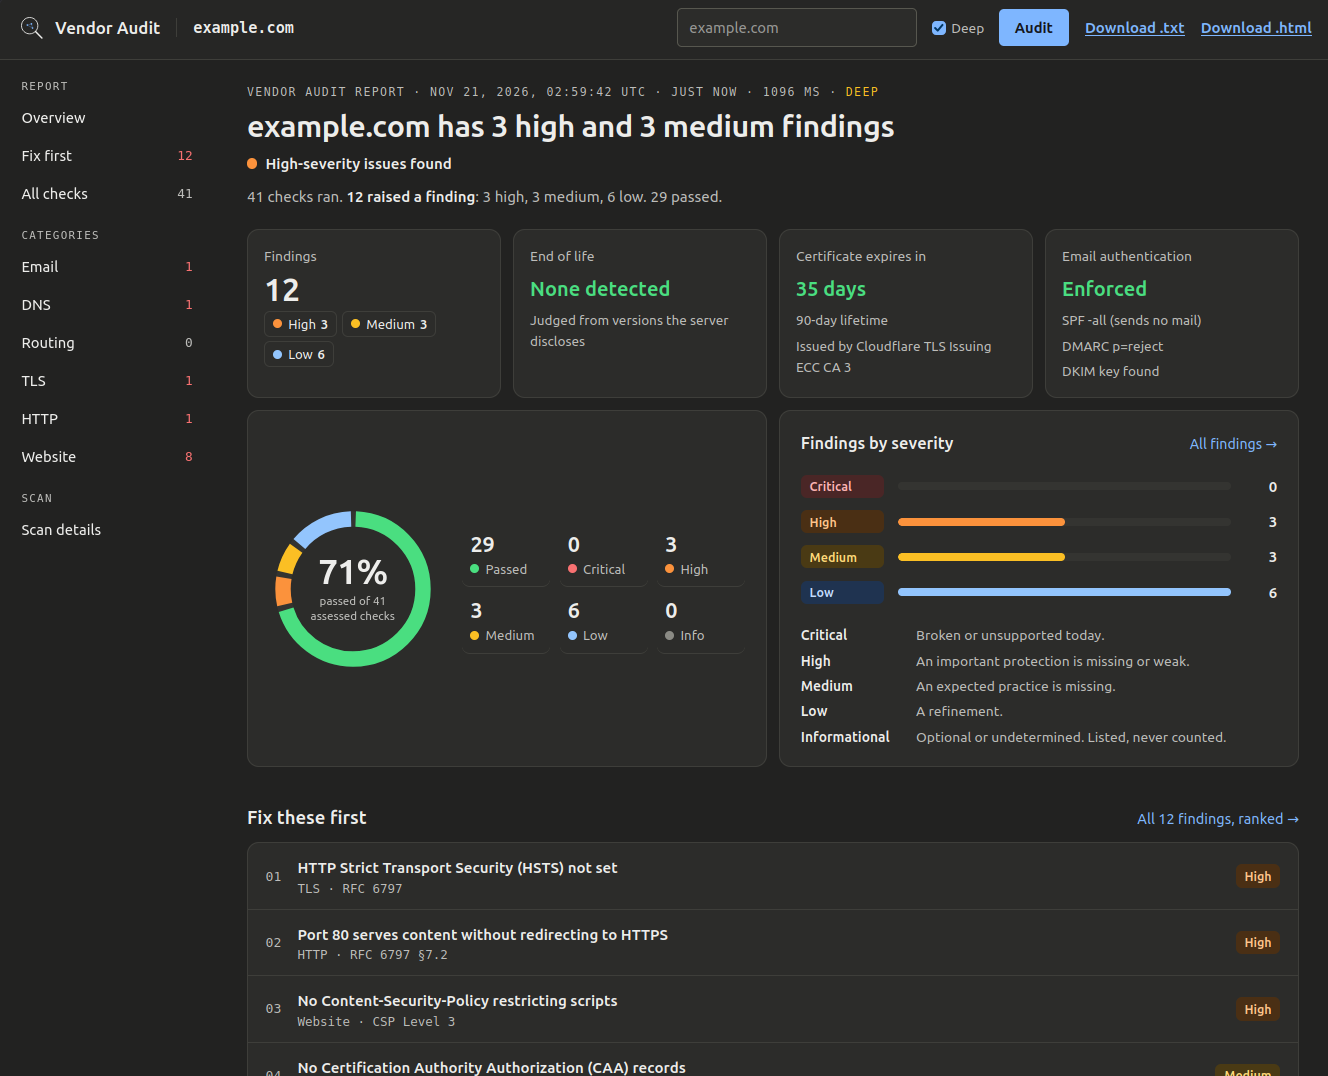 Vendor Audit
example.com
example.com
Deep
Audit
Download .txt
Download .html
REPORT
Overview
Fix first 12
All checks 41
CATEGORIES
Email 1
DNS 1
Routing 0
TLS 1
HTTP 1
Website 8
SCAN
Scan details
VENDOR AUDIT REPORT · NOV 21, 2026, 02:59:42 UTC · JUST NOW · 1096 MS · DEEP
example.com has 3 high and 3 medium findings
High-severity issues found
41 checks ran. 12 raised a finding: 3 high, 3 medium, 6 low. 29 passed.
Findings
12
High 3
Medium 3
Low 6
End of life
None detected
Judged from versions the server
discloses
Certificate expires in
35 days
90-day lifetime
Issued by Cloudflare TLS Issuing
ECC CA 3
Email authentication
Enforced
SPF -all (sends no mail)
DMARC p=reject
DKIM key found
71%
passed of 41
assessed checks
29
Passed
0
Critical
3
High
3
Medium
6
Low
0
Info
Findings by severity
All findings →
Critical 0
High 3
Medium 3
Low 6
Critical Broken or unsupported today.
High An important protection is missing or weak.
Medium An expected practice is missing.
Low A refinement.
Informational Optional or undetermined. Listed, never counted.
Fix these first
All 12 findings, ranked →
01
HTTP Strict Transport Security (HSTS) not set
TLS · RFC 6797
High
02
Port 80 serves content without redirecting to HTTPS
HTTP · RFC 6797 §7.2
High
03
No Content-Security-Policy restricting scripts
Website · CSP Level 3
High
04
No Certification Authority Authorization (CAA) records
Medium